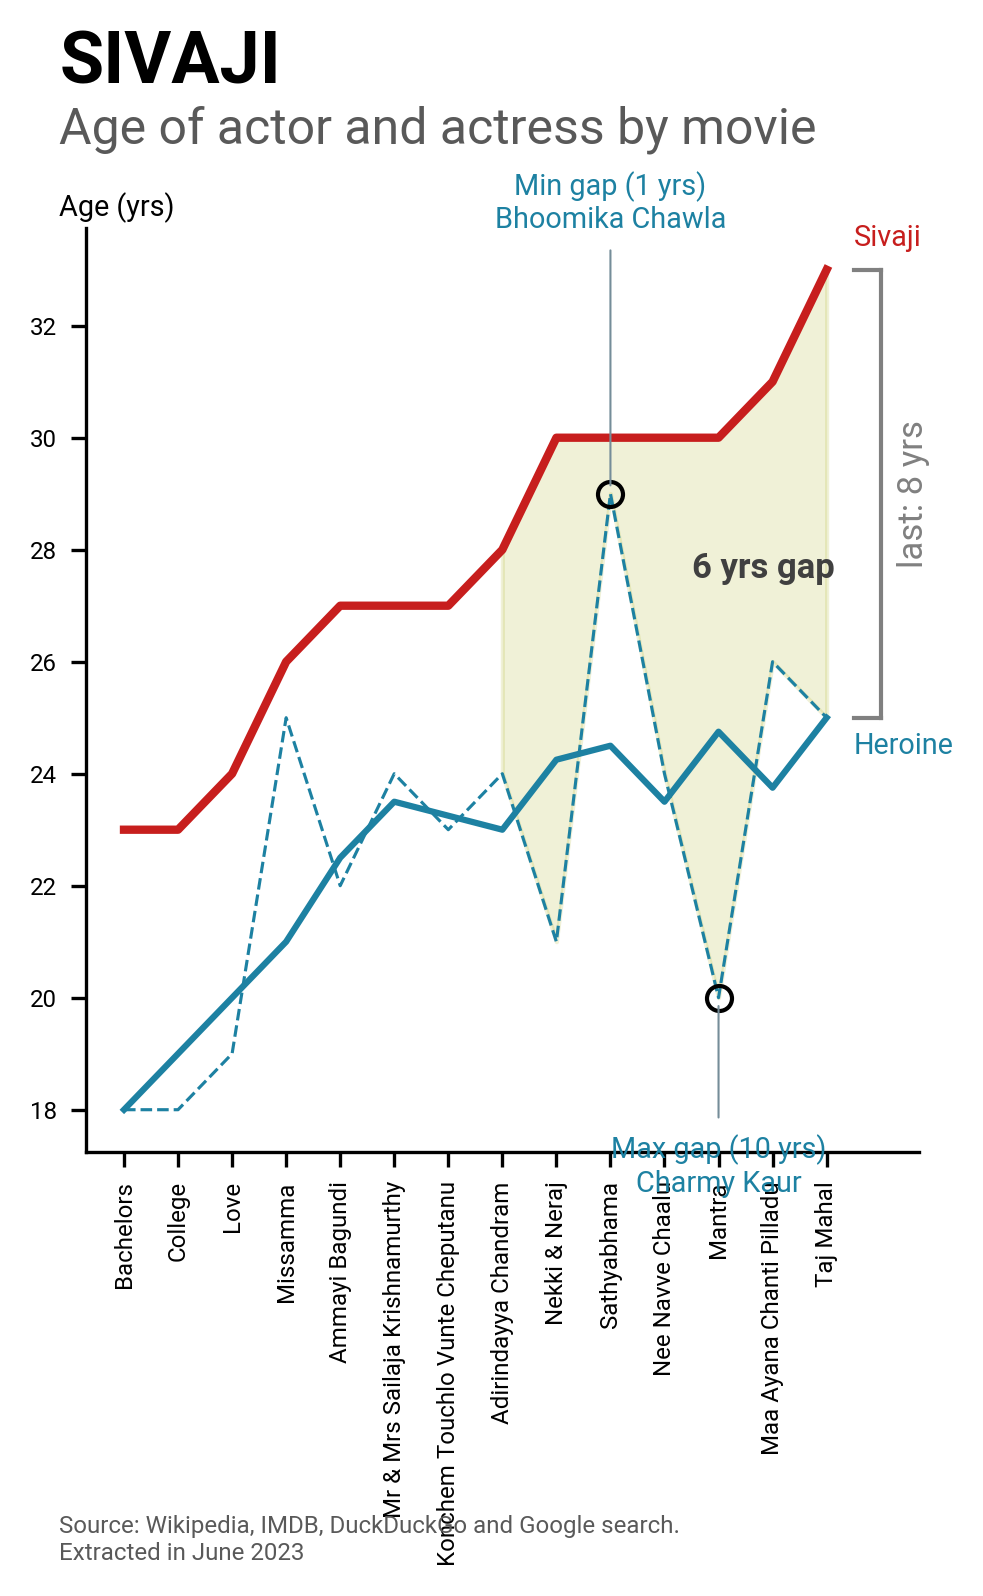 SIVAJI
Age of actor and actress by movie
Min gap (1 yrs)
Bhoomika Chawla
Age (yrs)
Sivaji
32
30
28
26
24
22
20
18
6 yrs gap
last: 8 yrs
Heroine
Max gap (10 yrs)
Charmy Kaur
Bachelors
College
Love
Missamma
Ammayi Bagundi
Mr & Mrs Sailaja Krishnamurthy
Konchem Touchlo Vunte Cheputanu
Adirindayya Chandram
Nekki & Neraj
Sathyabhama
Nee Navve Chaalu
Mantra
Maa Ayana Chanti Pilladu
Taj Mahal
Source: Wikipedia, IMDB, DuckDuckGo and Google search.
Extracted in June 2023